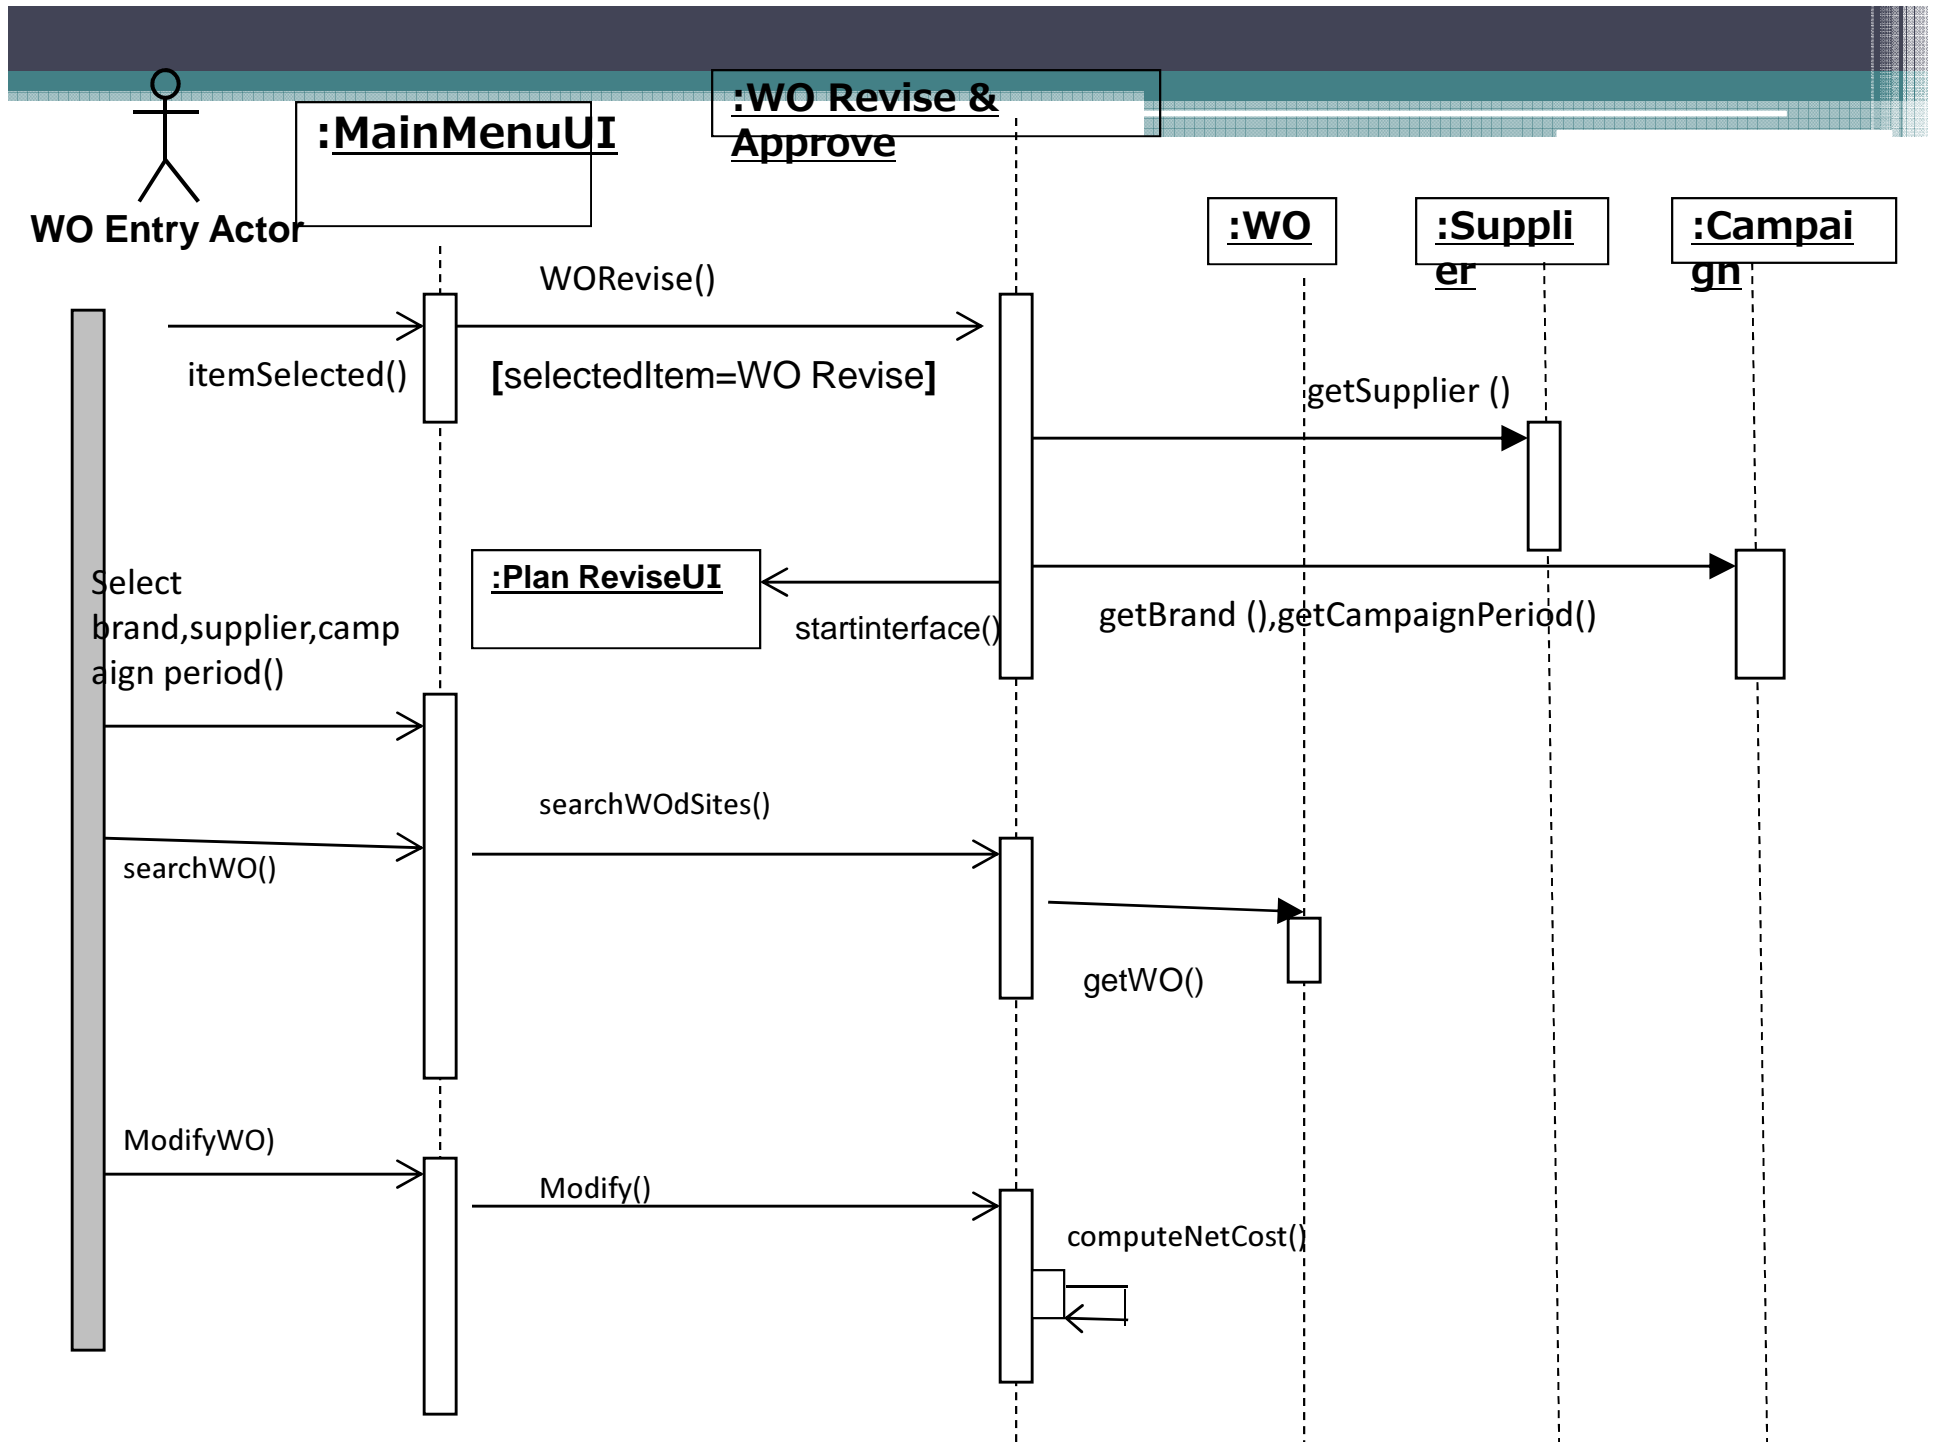 :WO Revise &
Approve
:MainMenuUI
WO Entry Actor
:WO
:Suppli
er
:Campai
gn
WORevise()
itemSelected()
[selectedItem=WO Revise]
getSupplier ()
:Plan ReviseUI
startinterface()
getBrand (),getCampaignPeriod()
Select
brand,supplier,camp
aign period()
searchWOdSites()
searchWO()
getWO()
ModifyWO)
Modify()
computeNetCost()